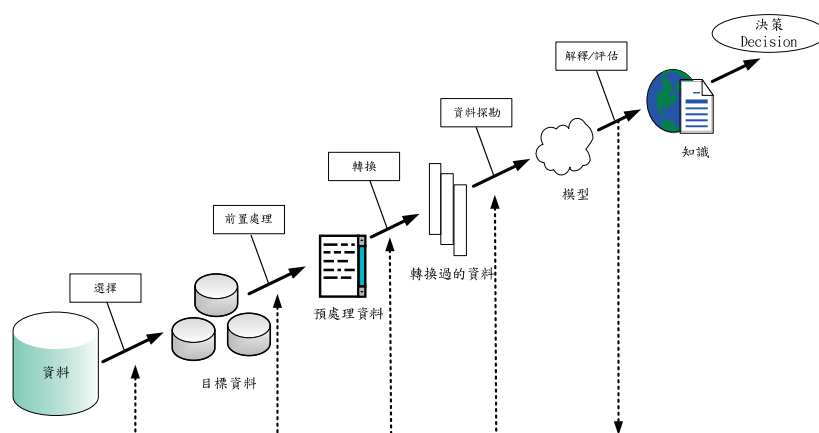 決策
Decision
解釋/評估
資料探勘
知識
轉換
模型
前置處理
轉換過的資料
選擇
預處理資料
資料
目標資料